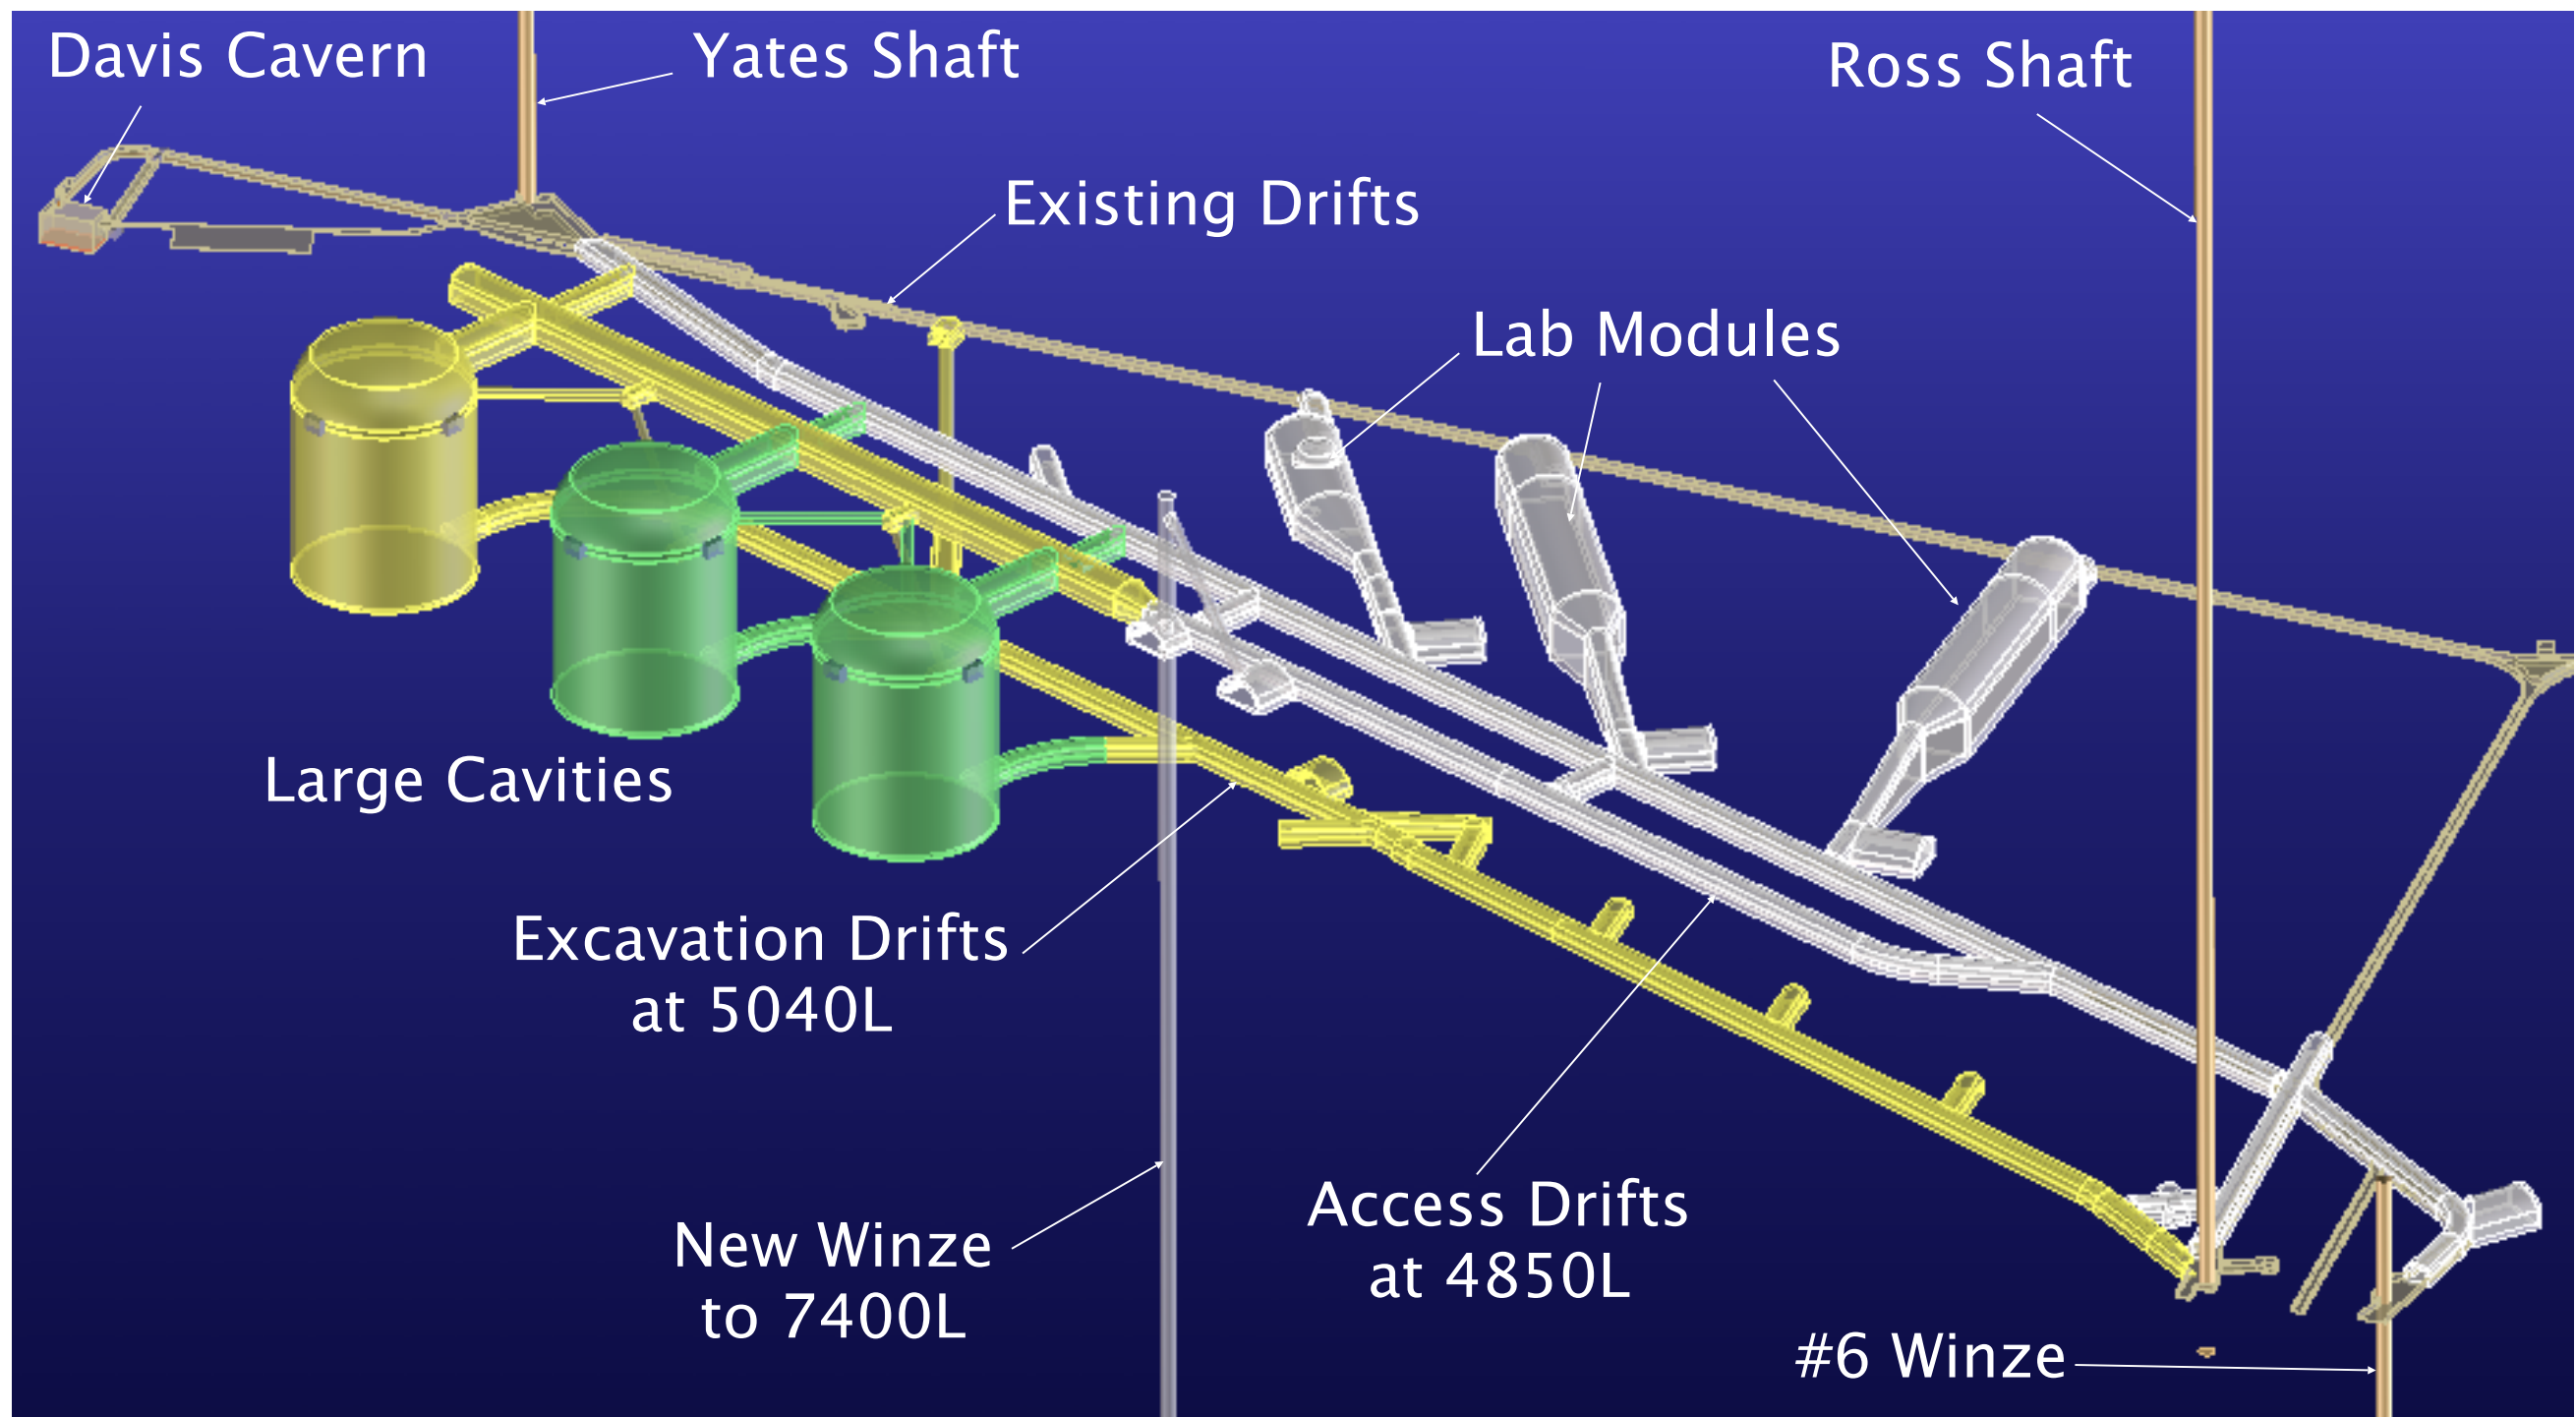 Davis Cavern
Yates Shaft
Ross Shaft
Existing Drifts
Lab Modules
Large Cavities
Excavation Drifts
at 5040L
New Winze
to 7400L
Access Drifts
at 4850L
#6 Winze